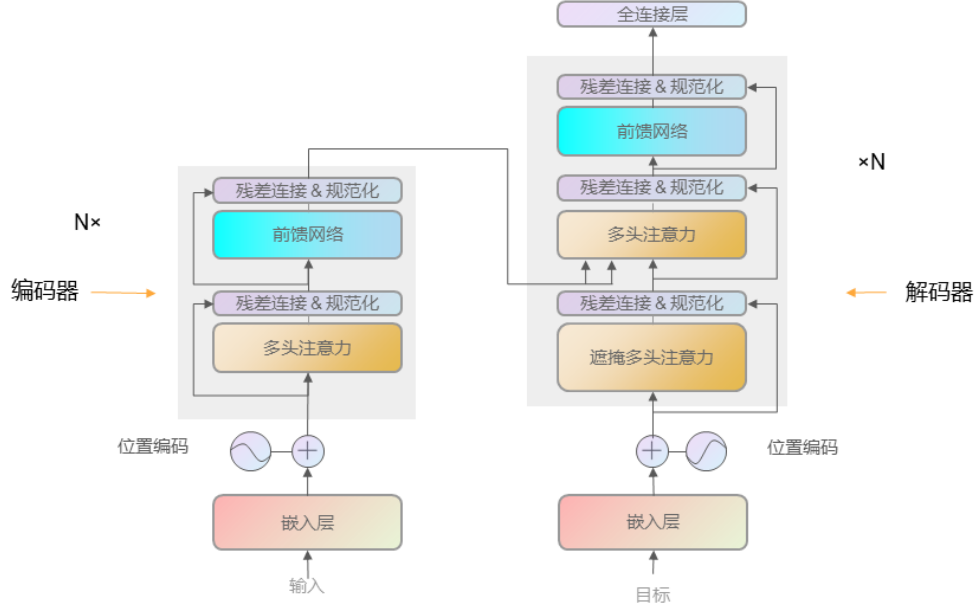 全连接层
残差连接 & 规范化
前馈网络
残差连接 & 规范化
多头注意力
残差连接 & 规范化
遮掩多头注意力
×N
解码器
位置编码
嵌入层
目标
残差连接 & 规范化
前馈网络
残差连接 & 规范化
多头注意力
N×
编码器
位置编码
嵌入层
输入